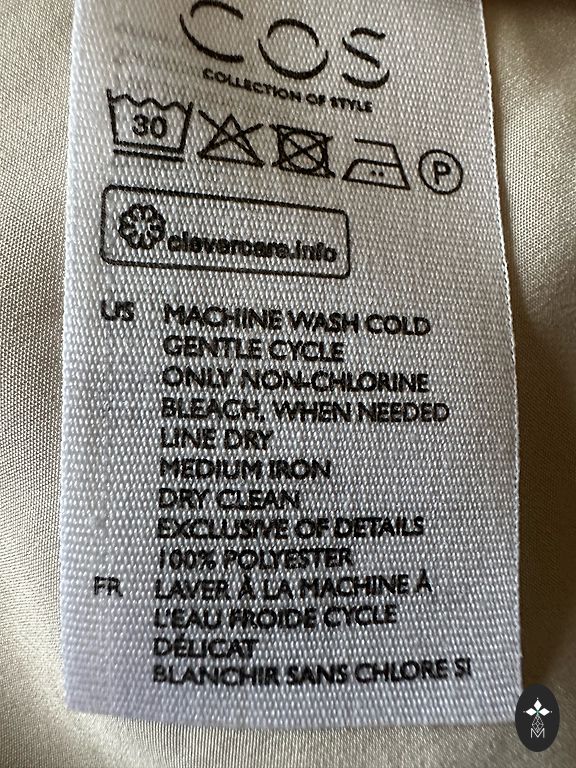 COS
COLLECTION OF STYLE
30
P
clevercare.info
US MACHINE WASH COLD
GENTLE CYCLE
ONLY NON-CHLORINE
BLEACH, WHEN NEEDED
LINE DRY
MEDIUM IRON
DRY CLEAN
EXCLUSIVE OF DETAILS
100% POLYESTER
FR LAVER À LA MACHINE À
L'EAU FROIDE CYCLE
DÉLICAT
BLANCHIR SANS CHLORE SI
M